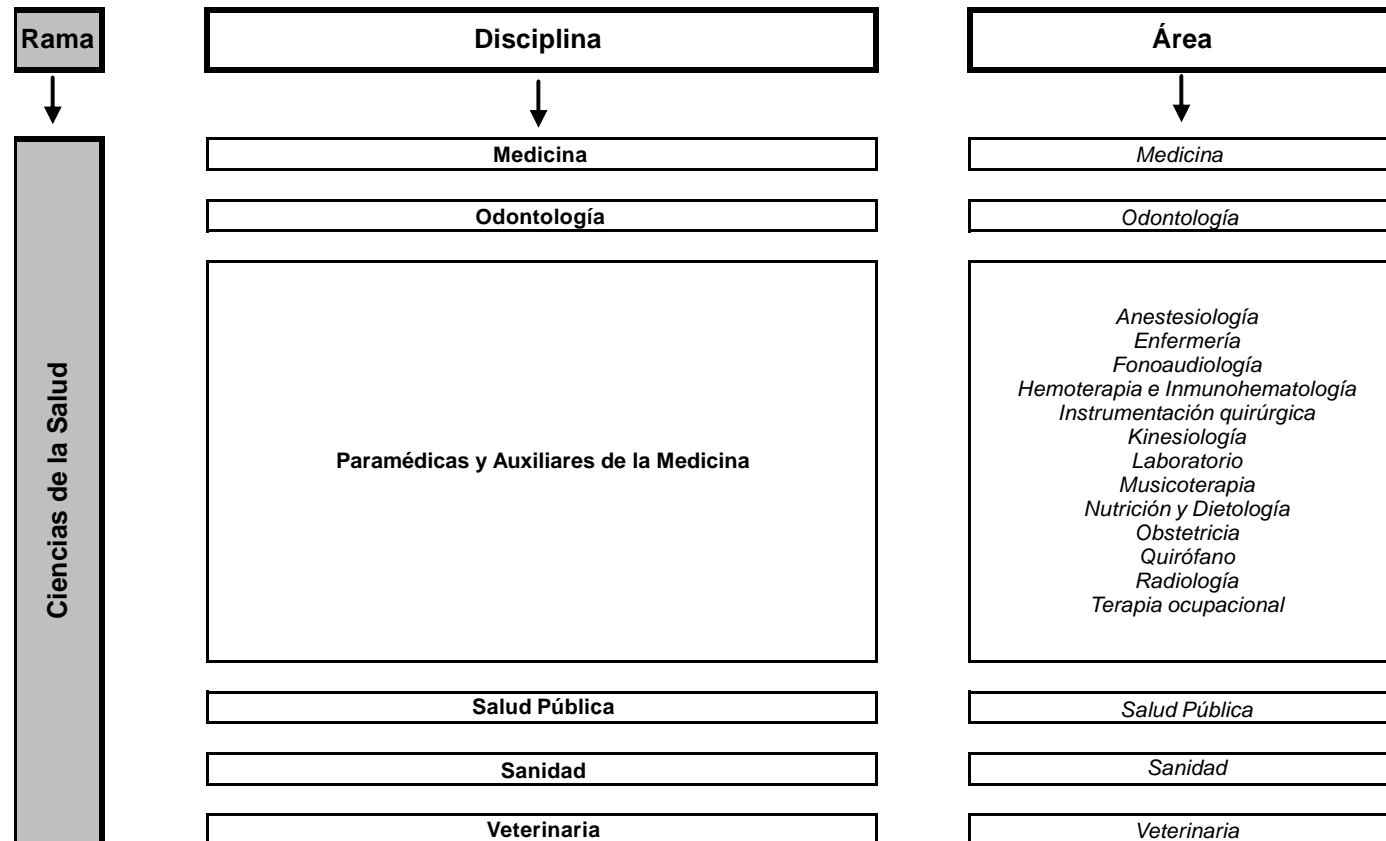 Rama
Disciplina
Área
Ciencias de la Salud
Medicina
Medicina
Odontología
Odontología
Paramédicas y Auxiliares de la Medicina
Anestesiología
Enfermería
Fonoaudiología
Hemoterapia e Inmunohematología
Instrumentación quirúrgica
Kinesiología
Laboratorio
Musicoterapia
Nutrición y Dietología
Obstetricia
Quirófano
Radiología
Terapia ocupacional
Salud Pública
Salud Pública
Sanidad
Sanidad
Veterinaria
Veterinaria